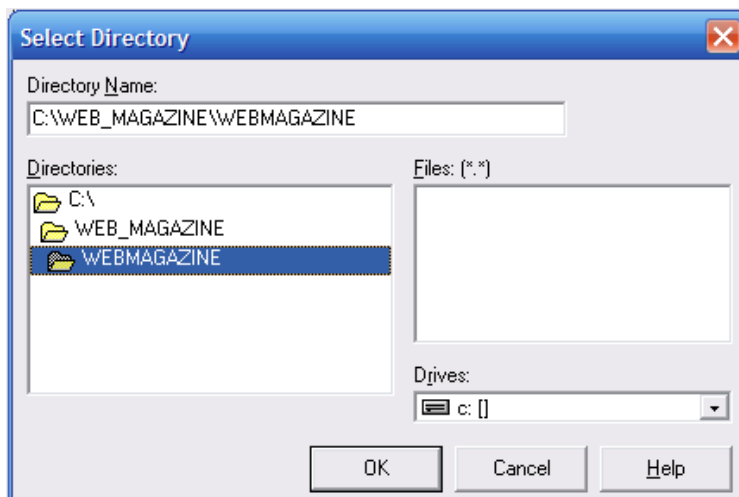 Select Directory
Directory Name:
C:\WEB_MAGAZINE\WEBMAGAZINE
Directories:
C:\
WEB_MAGAZINE
WEBMAGAZINE
Files: (*.*)
Drives:
c: []
OK Cancel Help